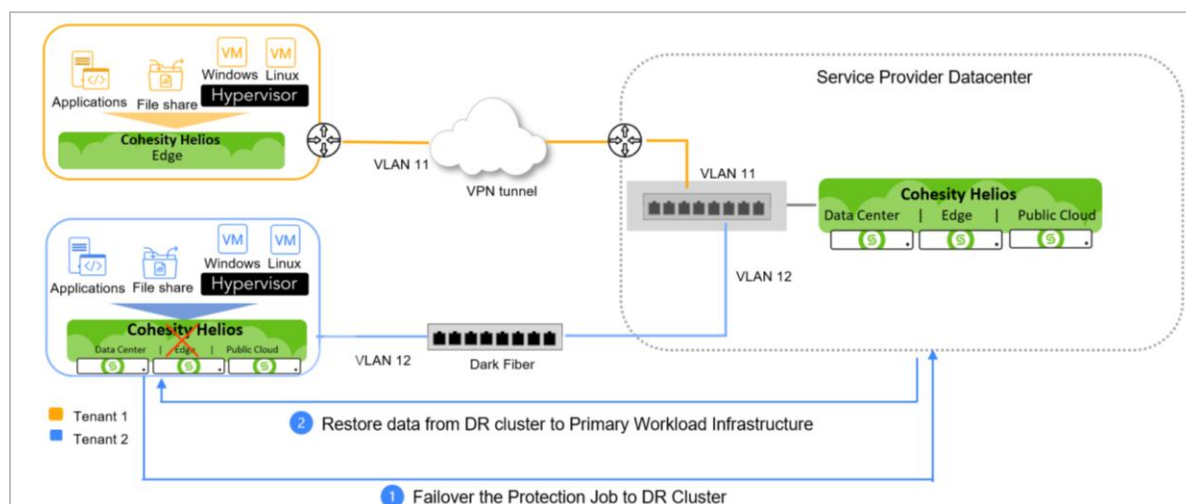 VM VM
Windows Linux
Applications File share Hypervisor
Cohesity Helios
Edge
VLAN 11
VPN tunnel
Service Provider Datacenter
VLAN 11
Cohesity Helios
Data Center | Edge | Public Cloud
VLAN 12
VM VM
Windows Linux
Applications File share Hypervisor
Cohesity Helios
Data Center | Edge | Public Cloud
VLAN 12
Dark Fiber
Tenant 1
Tenant 2
2 Restore data from DR cluster to Primary Workload Infrastructure
1 Failover the Protection Job to DR Cluster